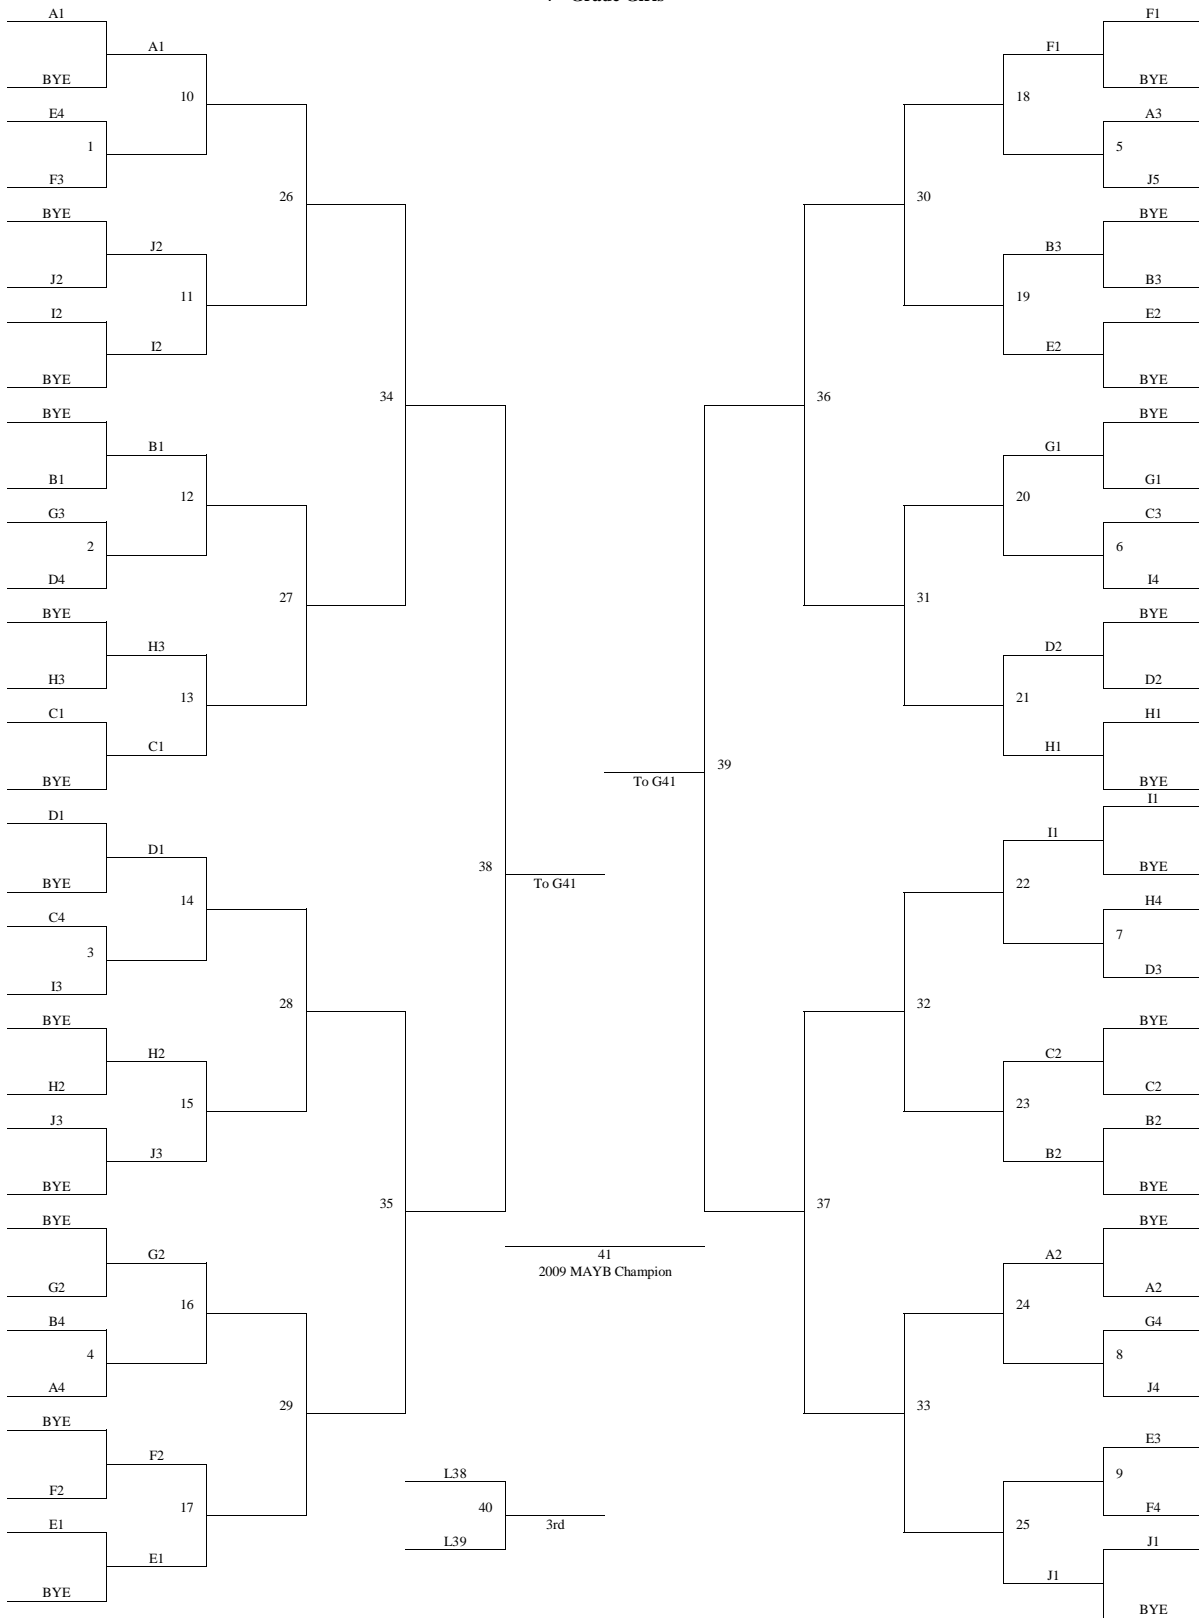 Grade Girls
A1
A1
BYE
10
E4
1
F3
26
BYE
J2
J2
11
I2
I2
BYE
34
BYE
B1
B1
12
G3
2
D4
27
BYE
H3
H3
13
C1
C1
BYE
D1
D1
38
BYE
14
C4
3
I3
28
BYE
H2
H2
15
J3
J3
BYE
35
BYE
G2
G2
16
B4
4
A4
29
BYE
F2
F2
17
E1
E1
BYE
To G41
To G41
41
2009 MAYB Champion
L38
40
3rd
L39
F1
F1
BYE
18
A3
5
J5
30
BYE
B3
B3
19
E2
E2
BYE
36
BYE
G1
G1
20
C3
6
I4
31
BYE
D2
D2
21
H1
H1
39
BYE
I1
I1
BYE
22
H4
7
D3
32
BYE
C2
C2
23
B2
B2
BYE
37
BYE
A2
A2
24
G4
8
J4
33
E3
9
F4
25
J1
J1
BYE